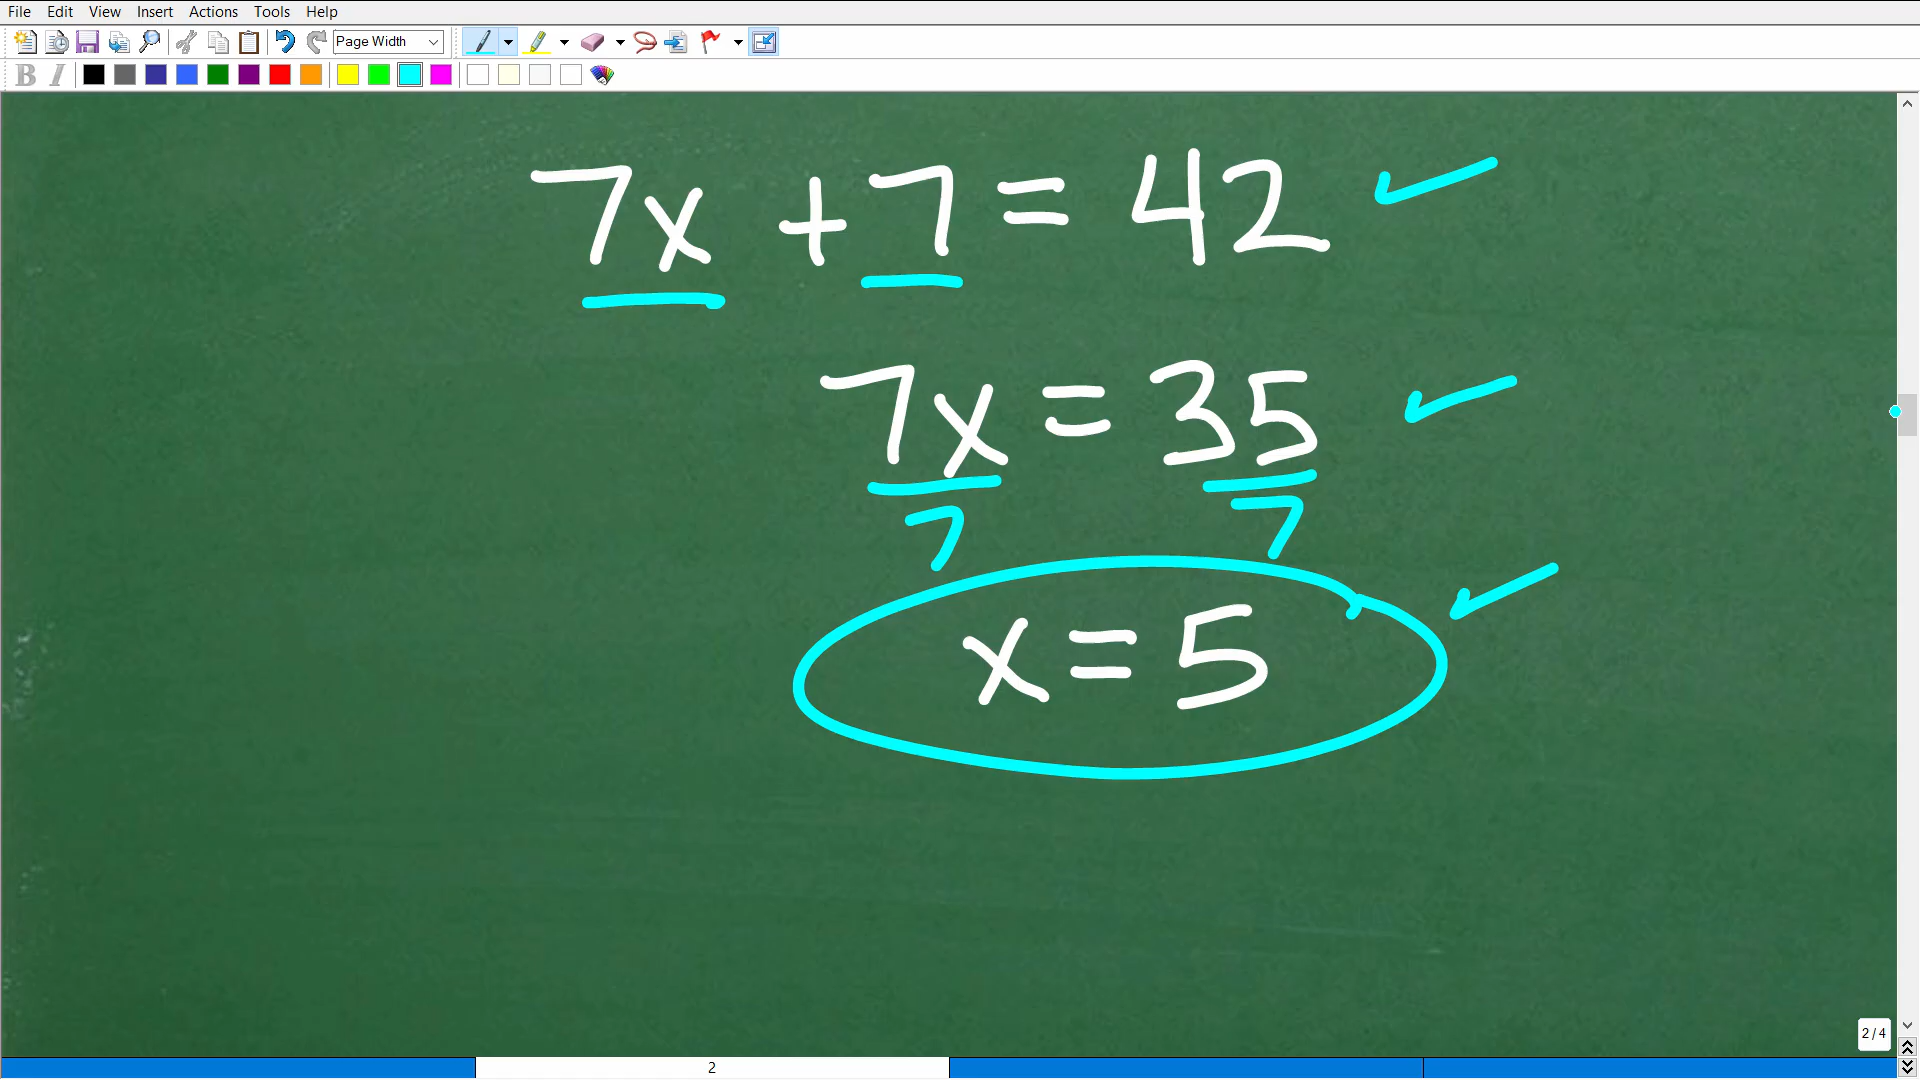 File Edit View Insert Actions Tools Help
Page Width
B I
7x + 7 = 42 ✓
7x = 35 ✓
7 7
x = 5 ✓
2 / 4
2